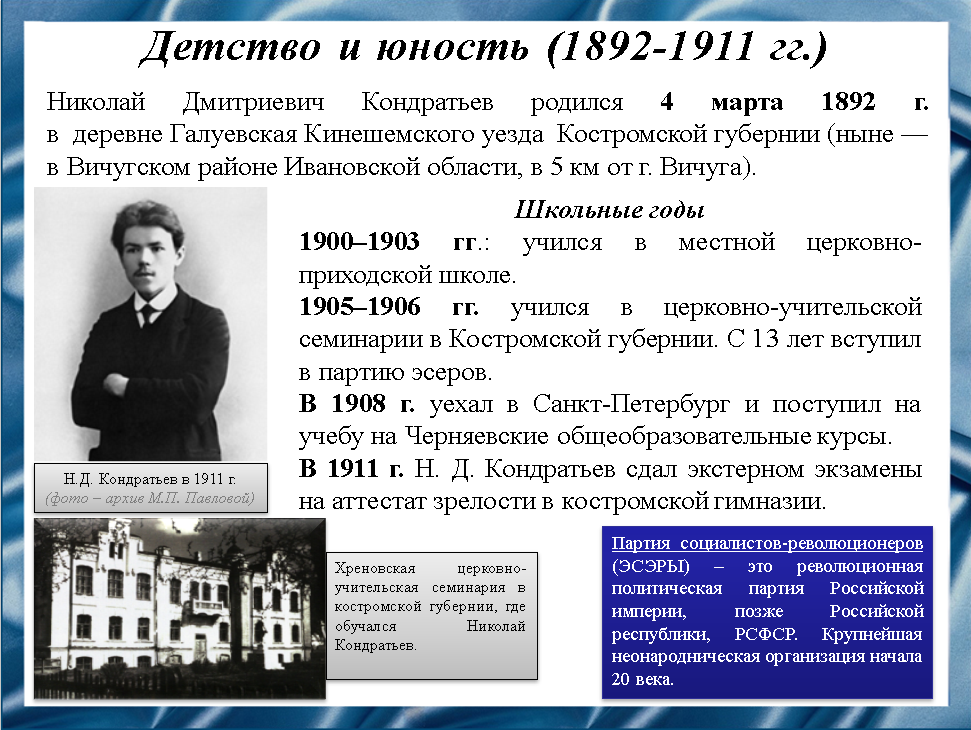 Детство и юность (1892-1911 гг.)
Николай Дмитриевич Кондратьев родился 4 марта 1892 г.
в деревне Галуевская Кинешемского уезда Костромской губернии (ныне —
в Вичугском районе Ивановской области, в 5 км от г. Вичуга).
Школьные годы
1900–1903 гг.: учился в местной церковно-
приходской школе.
1905–1906 гг. учился в церковно-учительской
семинарии в Костромской губернии. С 13 лет вступил
в партию эсеров.
В 1908 г. уехал в Санкт-Петербург и поступил на
учебу на Черняевские общеобразовательные курсы.
В 1911 г. Н. Д. Кондратьев сдал экстерном экзамены
на аттестат зрелости в костромской гимназии.
Н.Д. Кондратьев в 1911 г.
(фото – архив М.П. Павловой)
Хреновская церковно-
учительская семинария в
костромской губернии, где
обучался Николай
Кондратьев.
Партия социалистов-революционеров
(ЭСЭРЫ) – это революционная
политическая партия Российской
империи, позже Российской
республики, РСФСР. Крупнейшая
неонародническая организация начала
20 века.